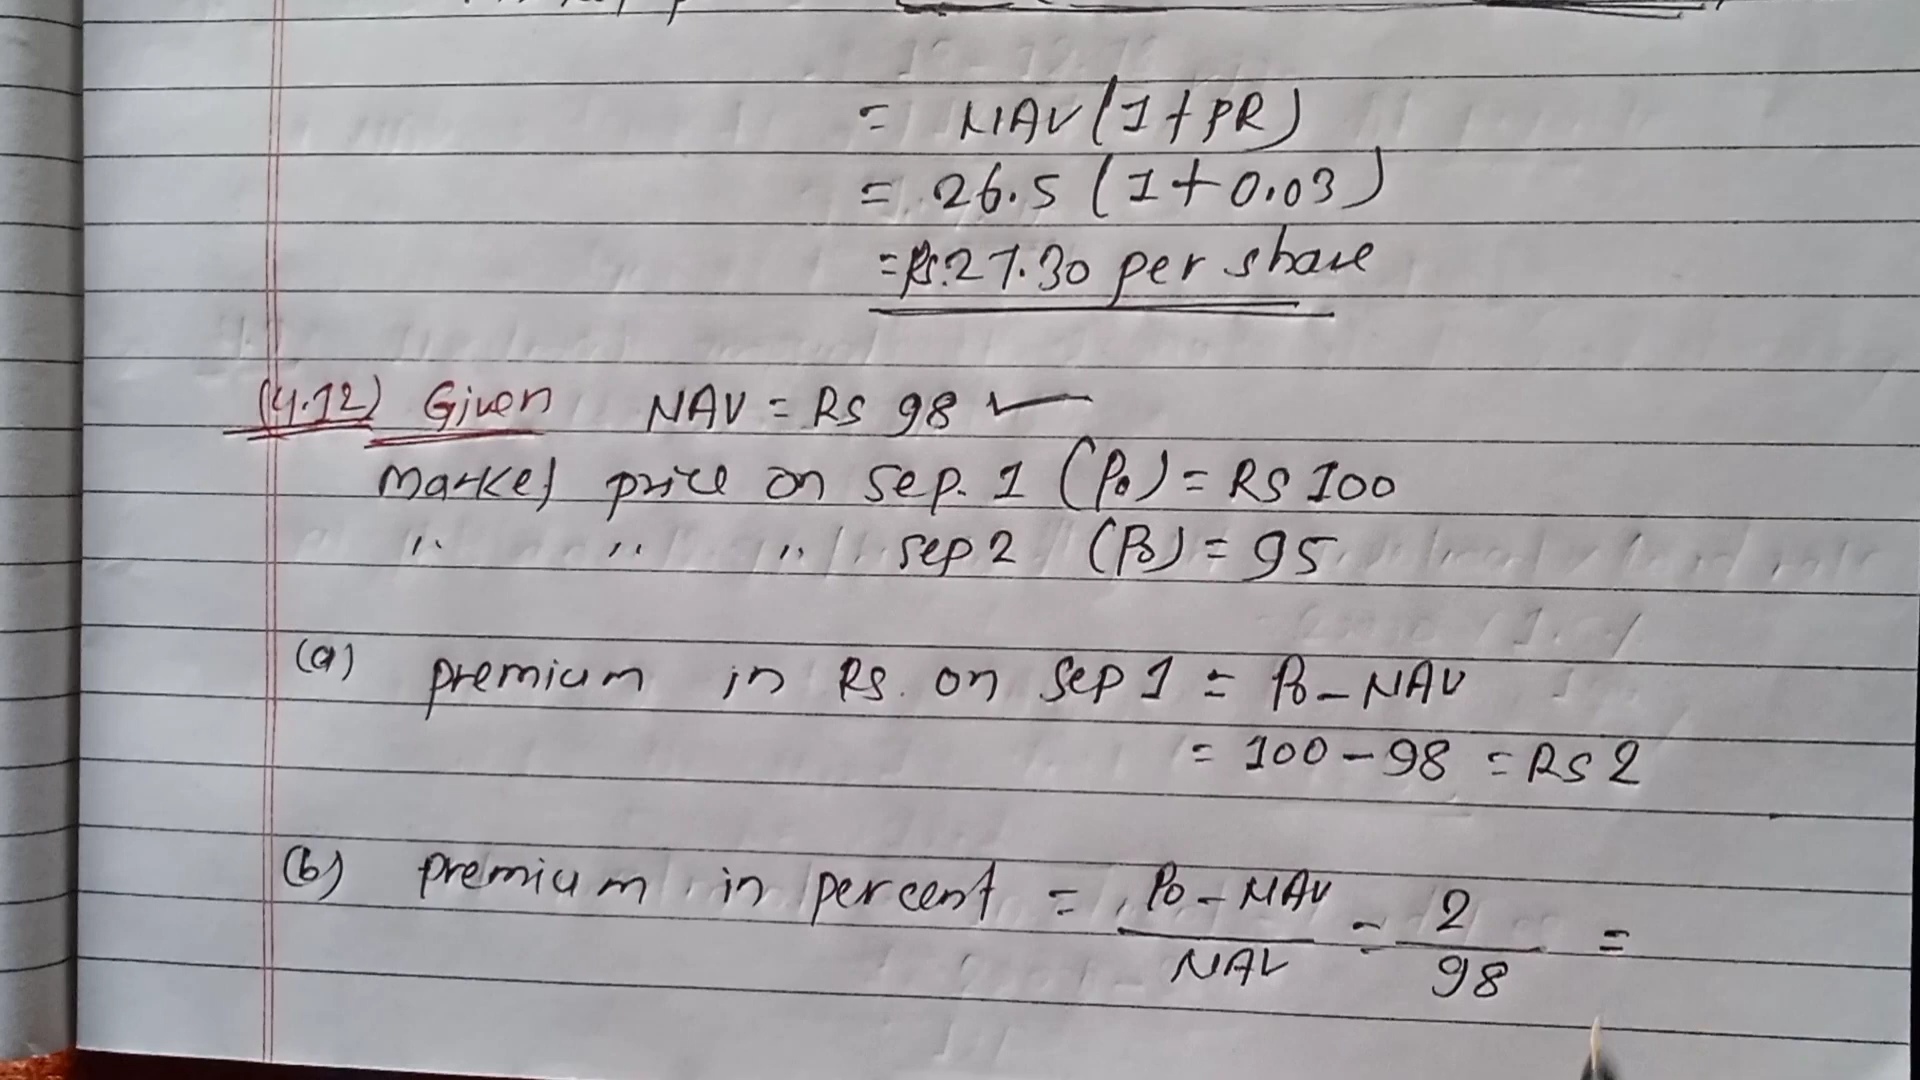 = NAV (1 + PR)
= 26.5 (1 + 0.03)
= Rs. 27.30 per share
(4.12) Given NAV = RS 98 ✓
Market price on sep. 1 (P₀) = RS 100
" " " sep 2 (P₀) = 95
(a) premium in RS. on Sep 1 = P₀ - NAV
= 100 - 98 = RS 2
(b) premium in percent = P₀ - NAV / NAV = 2 / 98 =